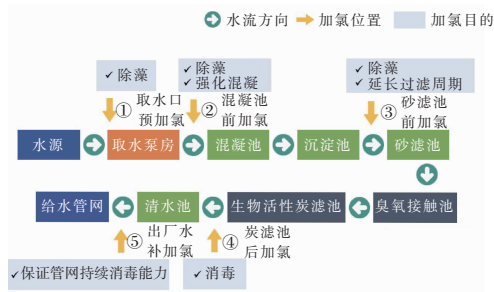 水流方向 加氯位置 加氯目的
✓除藻
✓除藻
✓强化混凝
✓除藻
✓延长过滤周期
①取水口
预加氯
②混凝池
前加氯
③砂滤池
前加氯
水源 取水泵房 混凝池 沉淀池 砂滤池
给水管网 清水池 生物活性炭滤池 臭氧接触池
⑤出厂水
补加氯
④炭滤池
后加氯
✓保证管网持续消毒能力
✓消毒